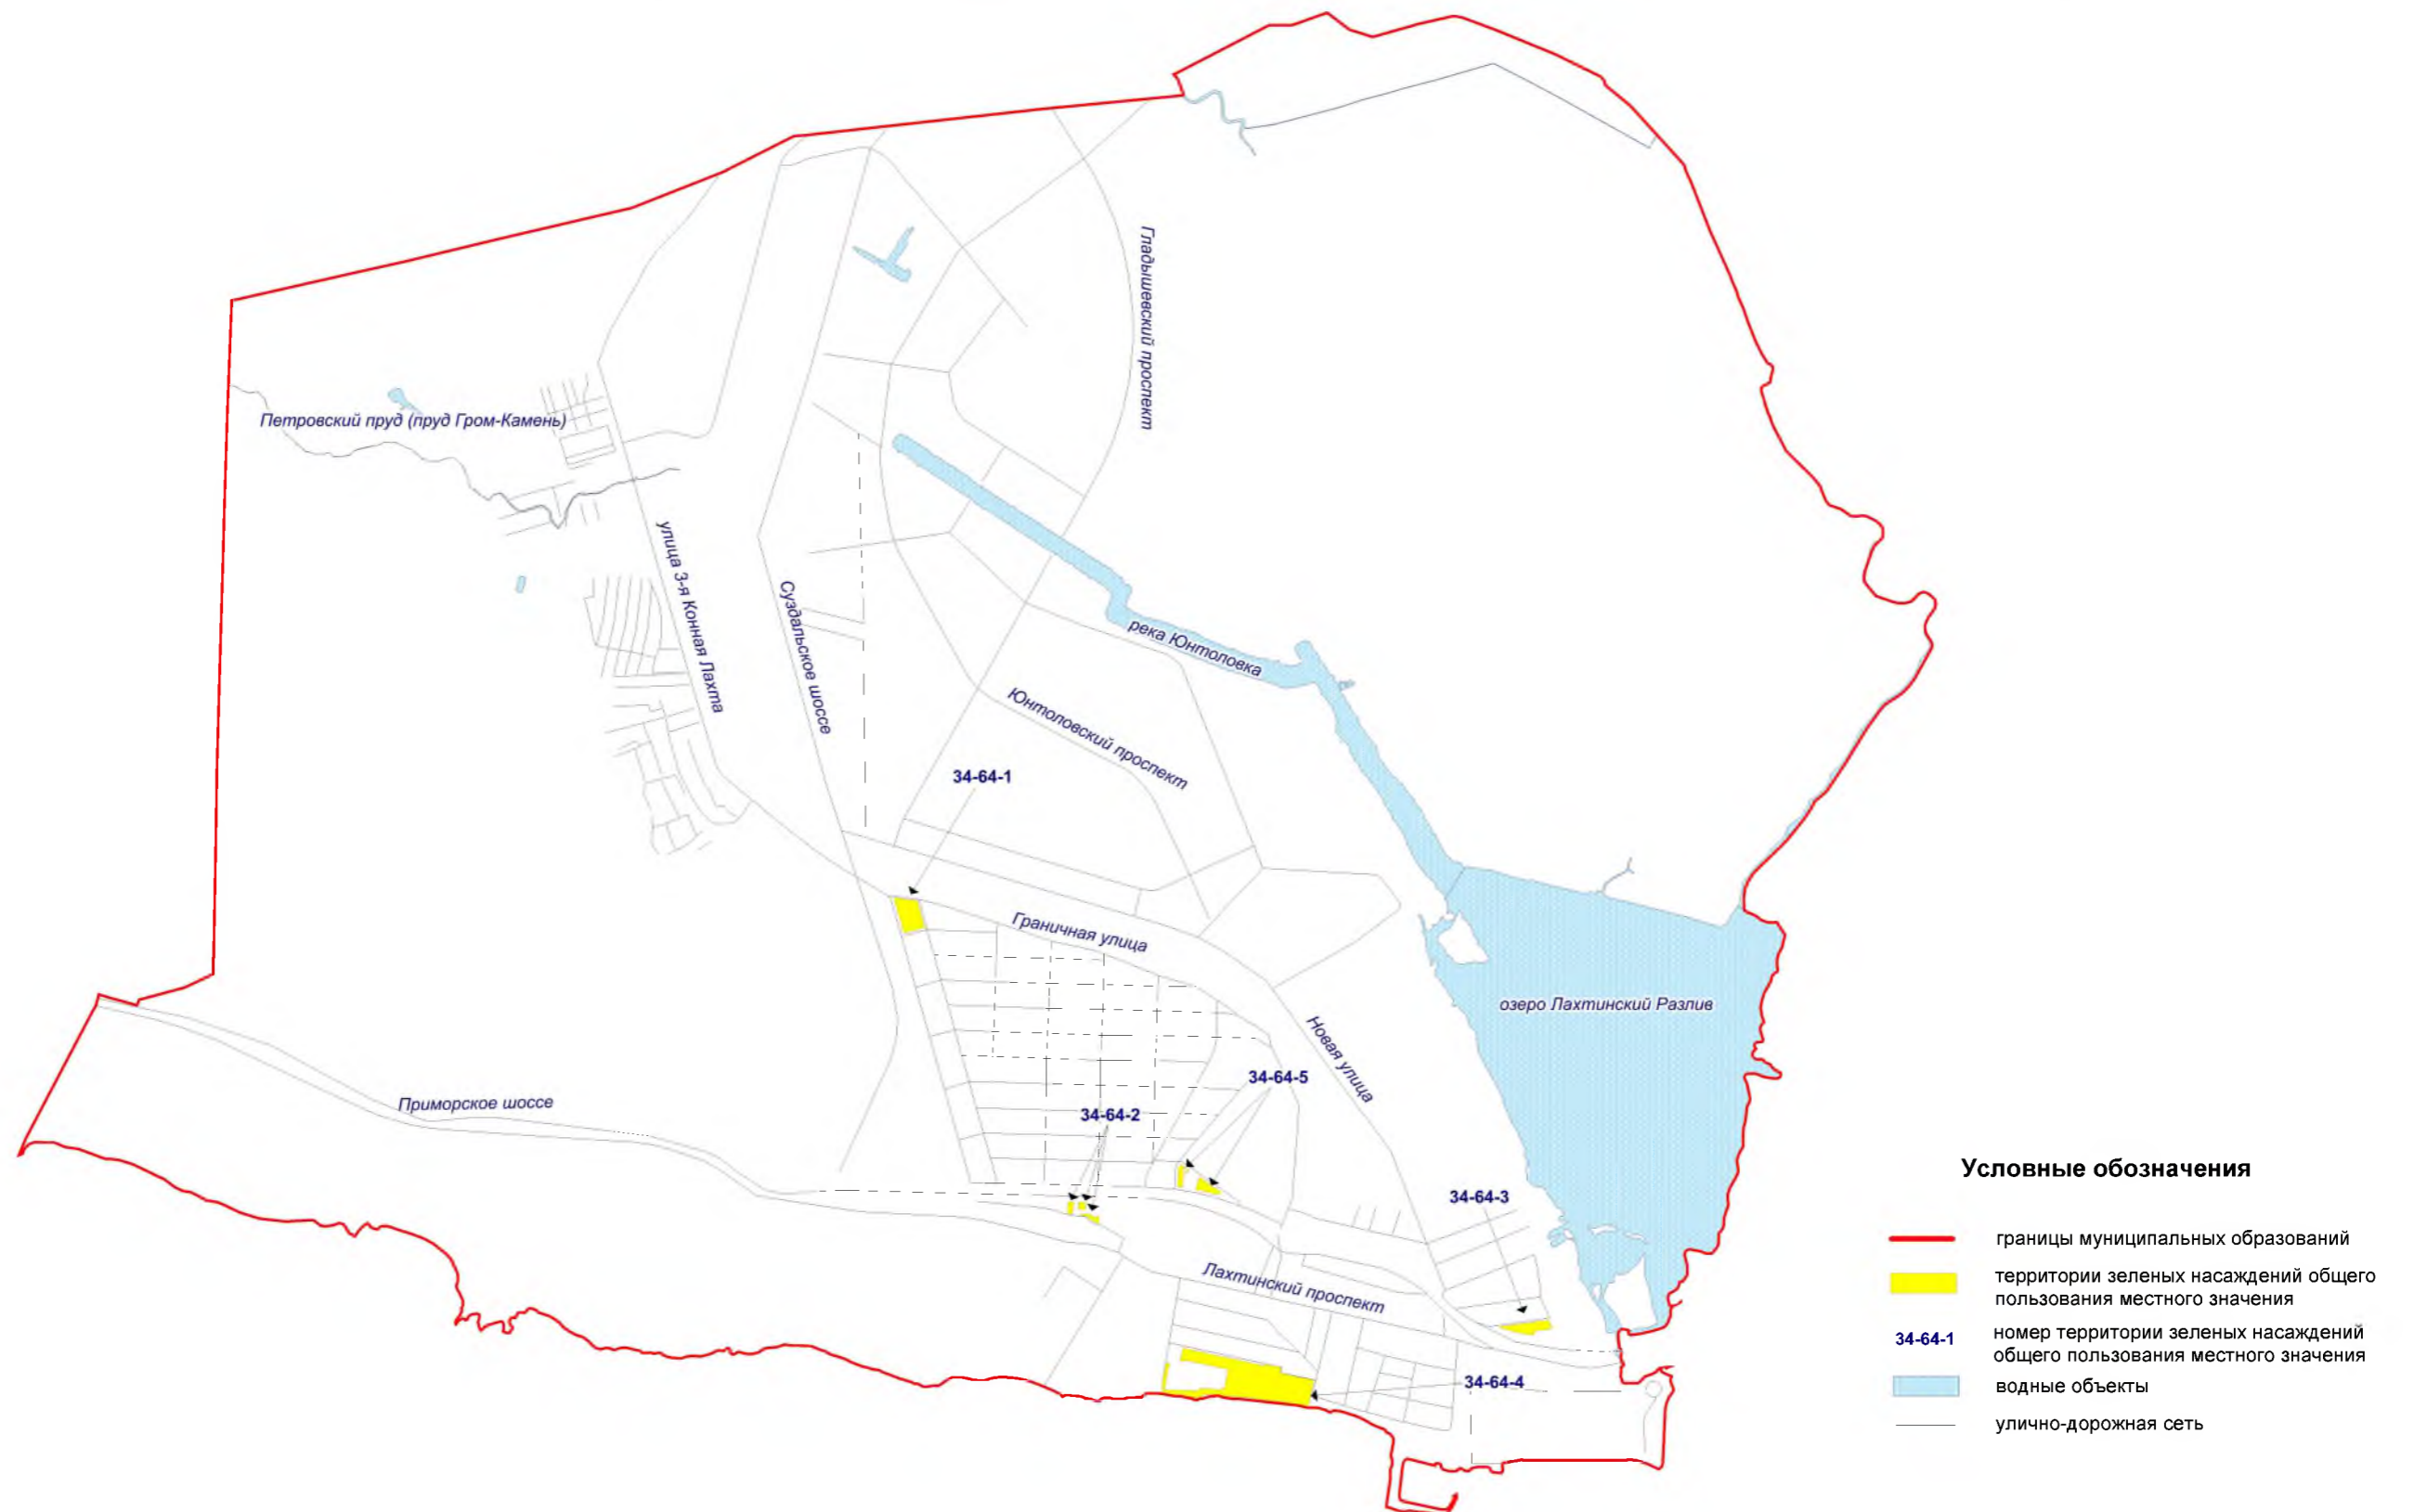 Гладышевский проспект
Петровский пруд (пруд Гром-Камень)
улица 3-я Конная Лахта
Суздальское шоссе
река Юнтоловка
Юнтоловский проспект
34-64-1
Граничная улица
озеро Лахтинский Разлив
Новая улица
34-64-5
Приморское шоссе
34-64-2
34-64-3
Лахтинский проспект
34-64-4
Условные обозначения
границы муниципальных образований
территории зеленых насаждений общего
пользования местного значения
34-64-1
номер территории зеленых насаждений
общего пользования местного значения
водные объекты
улично-дорожная сеть